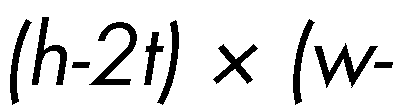 (h-2t) × (w-